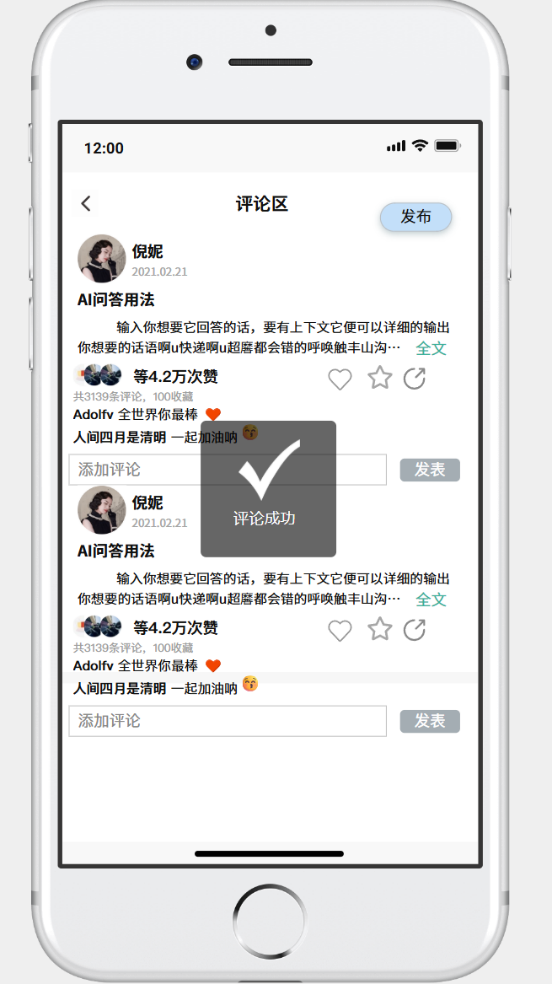 12:00
评论区
发布
倪妮
2021.02.21
AI问答用法
输入你想要它回答的话，要有上下文它便可以详细的输出
你想要的话语啊u快递啊u超磨都会错的呼唤触丰山沟… 全文
等4.2万次赞
共3139条评论，100收藏
Adolfv 全世界你最棒
人间四月是清明 一起加油呐
添加评论 发表
评论成功
倪妮
2021.02.21
AI问答用法
输入你想要它回答的话，要有上下文它便可以详细的输出
你想要的话语啊u快递啊u超磨都会错的呼唤触丰山沟… 全文
等4.2万次赞
共3139条评论，100收藏
Adolfv 全世界你最棒
人间四月是清明 一起加油呐
添加评论 发表